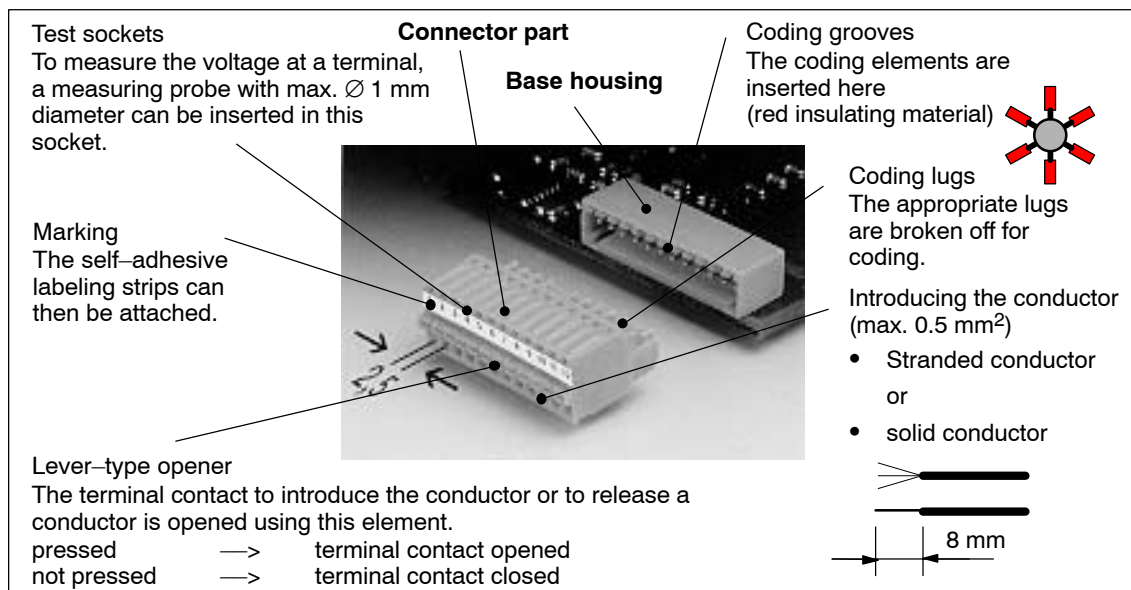 Test sockets
To measure the voltage at a terminal,
a measuring probe with max. ∅ 1 mm
diameter can be inserted in this
socket.
Connector part
Base housing
Coding grooves
The coding elements are
inserted here
(red insulating material)
Coding lugs
The appropriate lugs
are broken off for
coding.
Marking
The self–adhesive
labeling strips can
then be attached.
Introducing the conductor
(max. 0.5 mm²)
• Stranded conductor
or
• solid conductor
2,5
Lever–type opener
The terminal contact to introduce the conductor or to release a
conductor is opened using this element.
pressed —> terminal contact opened
not pressed —> terminal contact closed
8 mm